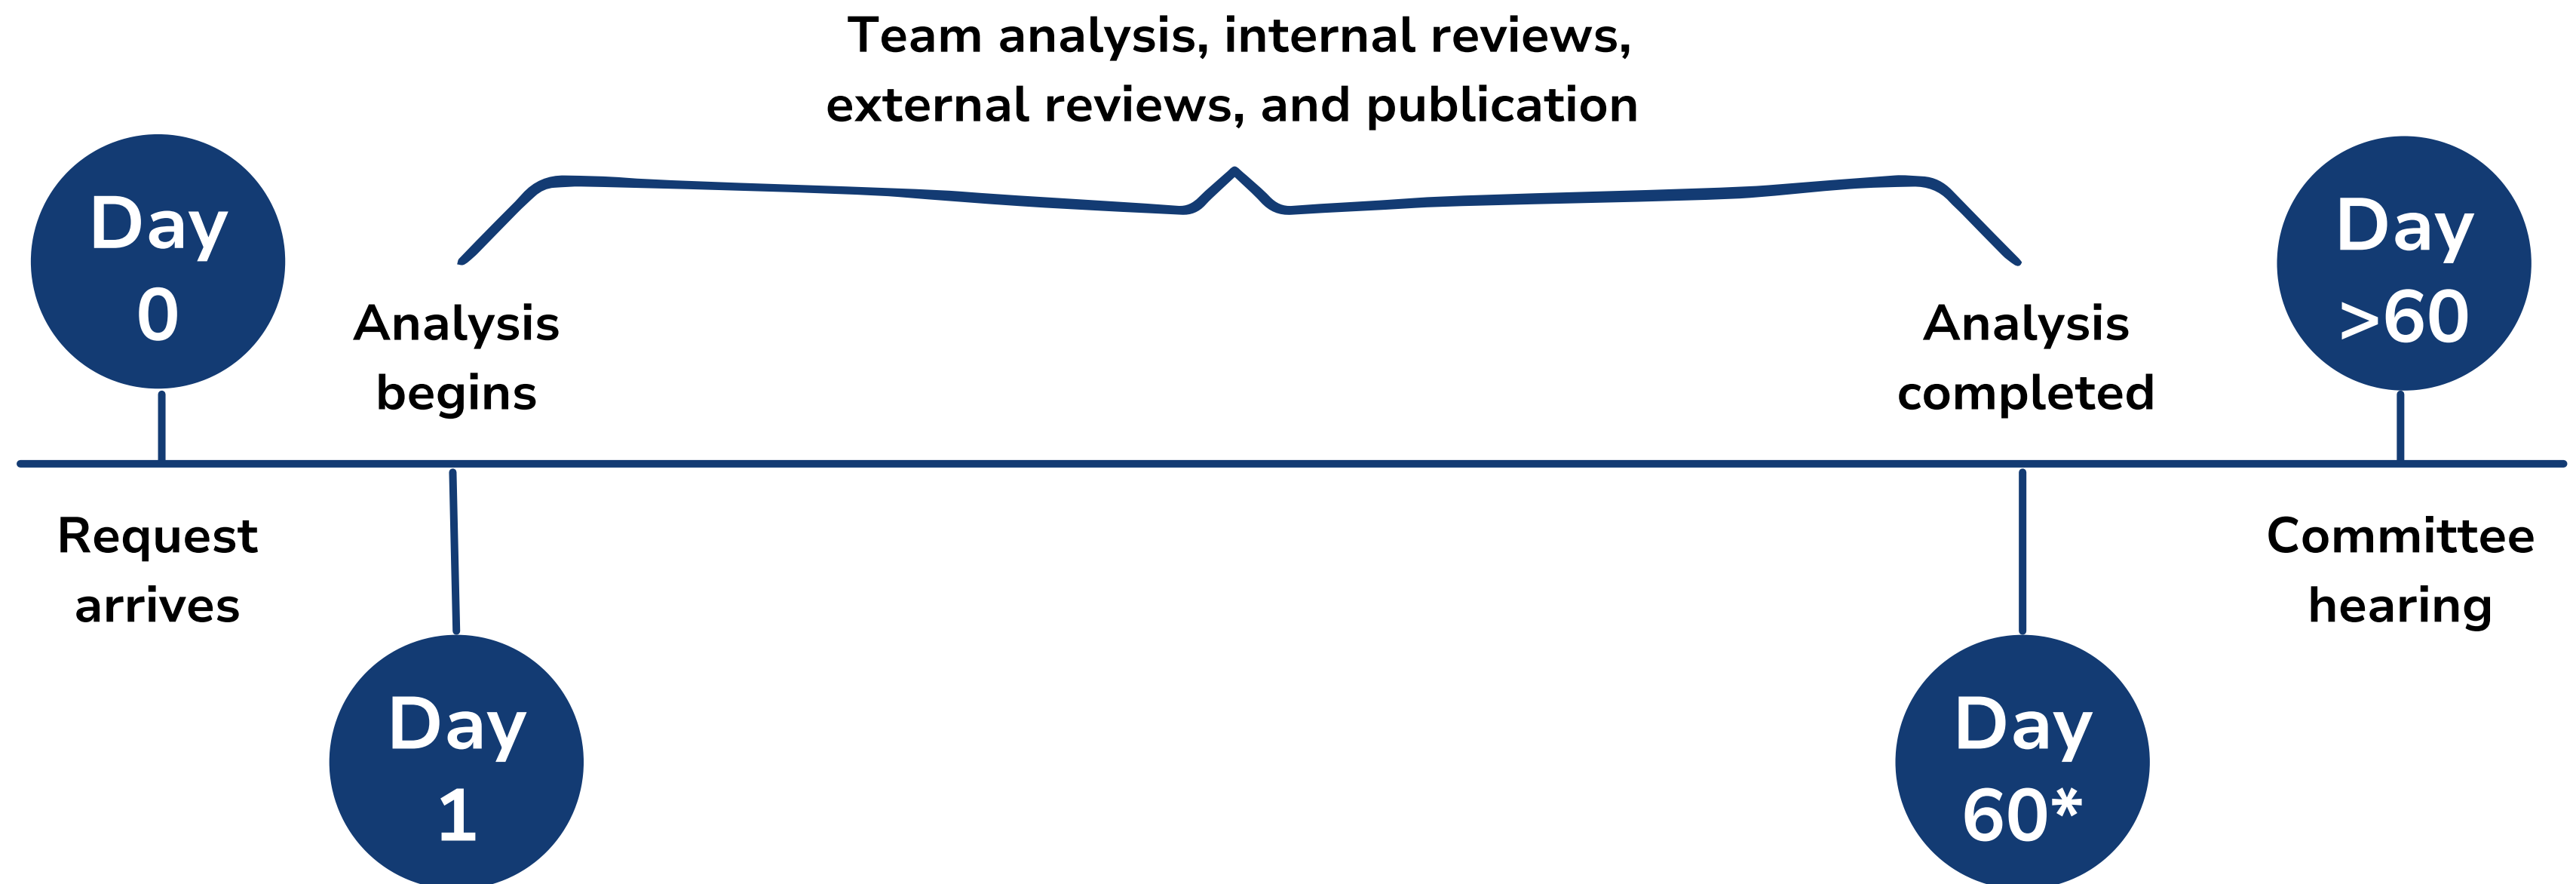 Team analysis, internal reviews,
external reviews, and publication
Day
0
Request
arrives
Analysis
begins
Day
1
Analysis
completed
Day
60*
Day
>60
Committee
hearing